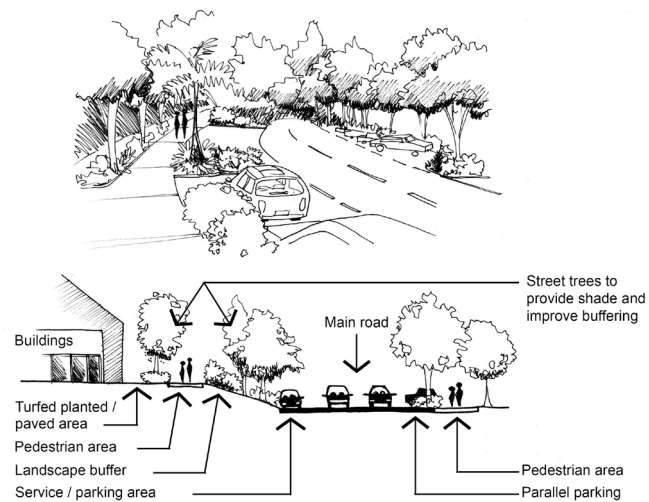 Street trees to
provide shade and
improve buffering
Main road
Buildings
Turfed planted /
paved area
Pedestrian area
Landscape buffer
Service / parking area
Pedestrian area
Parallel parking